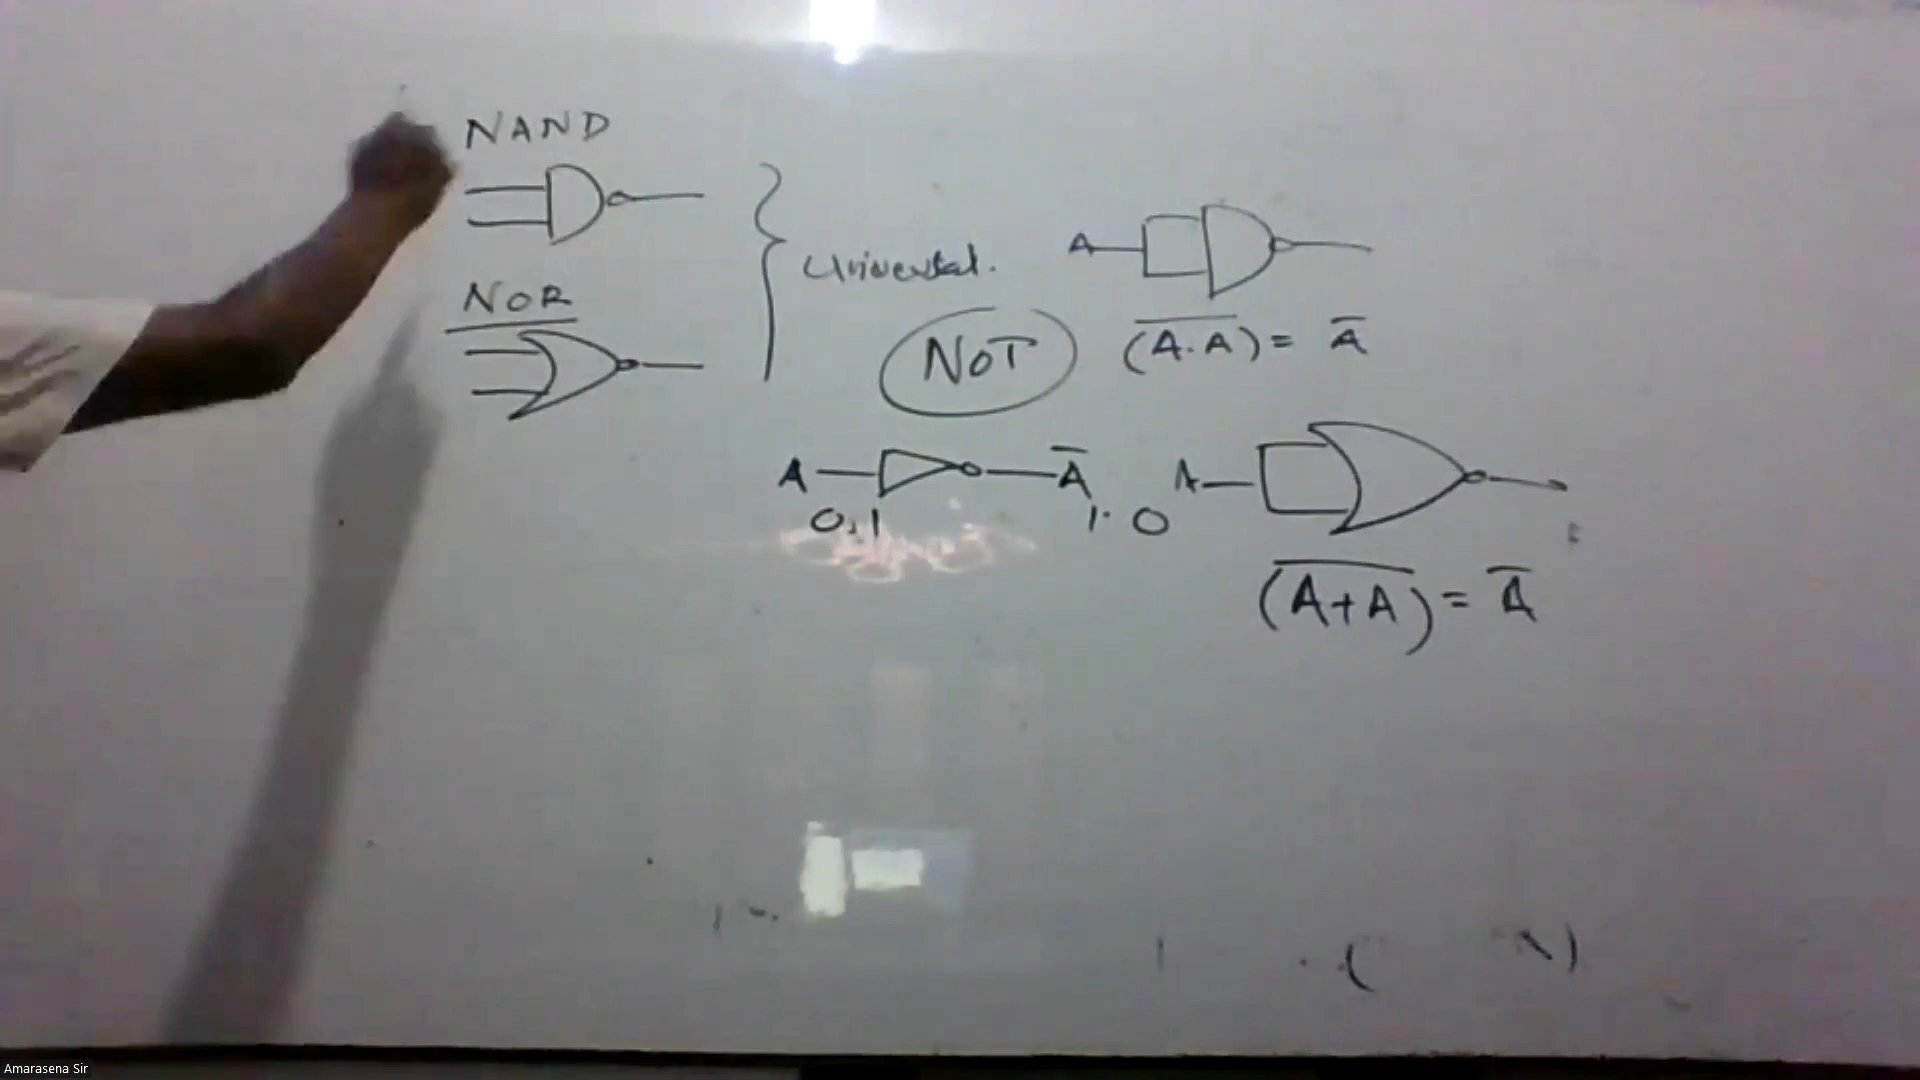 NAND
NOR
Universal.
NOT
A
(A̅.̅A̅) = A̅
A
A̅
0,1
1. 0
A
(A̅+̅A̅) = A̅
Amarasena Sir